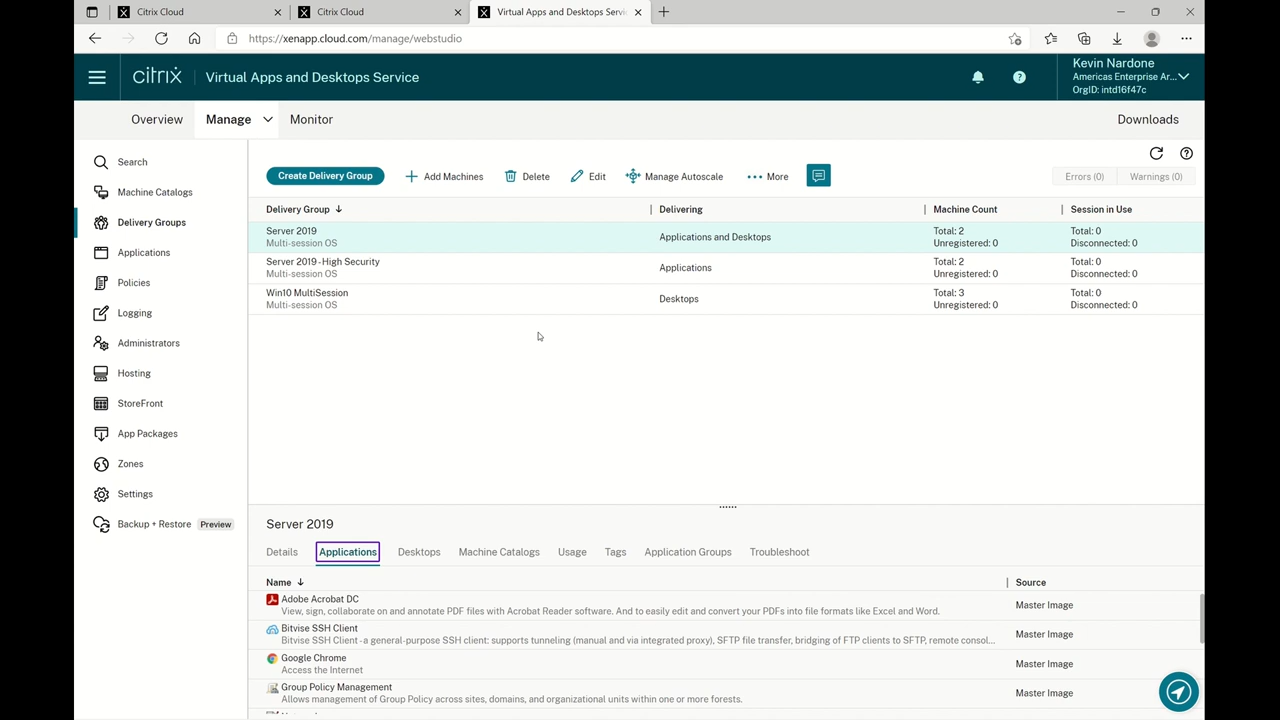 Citrix Cloud
Citrix Cloud
Virtual Apps and Desktops Servi
https://xenapp.cloud.com/manage/webstudio
citrix
Virtual Apps and Desktops Service
Kevin Nardone
Americas Enterprise Ar...
OrgID: intd16f47c
Overview
Manage
Monitor
Downloads
Search
Machine Catalogs
Delivery Groups
Applications
Policies
Logging
Administrators
Hosting
StoreFront
App Packages
Zones
Settings
Backup + Restore Preview
Create Delivery Group
Add Machines
Delete
Edit
Manage Autoscale
More
Errors (0)
Warnings (0)
Delivery Group
Delivering
Machine Count
Session in Use
Server 2019
Multi-session OS
Applications and Desktops
Total: 2
Unregistered: 0
Total: 0
Disconnected: 0
Server 2019 - High Security
Multi-session OS
Applications
Total: 2
Unregistered: 0
Total: 0
Disconnected: 0
Win10 MultiSession
Multi-session OS
Desktops
Total: 3
Unregistered: 0
Total: 0
Disconnected: 0
Server 2019
Details
Applications
Desktops
Machine Catalogs
Usage
Tags
Application Groups
Troubleshoot
Name
Source
Adobe Acrobat DC
View, sign, collaborate on and annotate PDF files with Acrobat Reader software. And to easily edit and convert your PDFs into file formats like Excel and Word.
Master Image
Bitvise SSH Client
Bitvise SSH Client - a general-purpose SSH client: supports tunneling (manual and via integrated proxy), SFTP file transfer, bridging of FTP clients to SFTP, remote consol...
Master Image
Google Chrome
Access the Internet
Master Image
Group Policy Management
Allows management of Group Policy across sites, domains, and organizational units within one or more forests.
Master Image